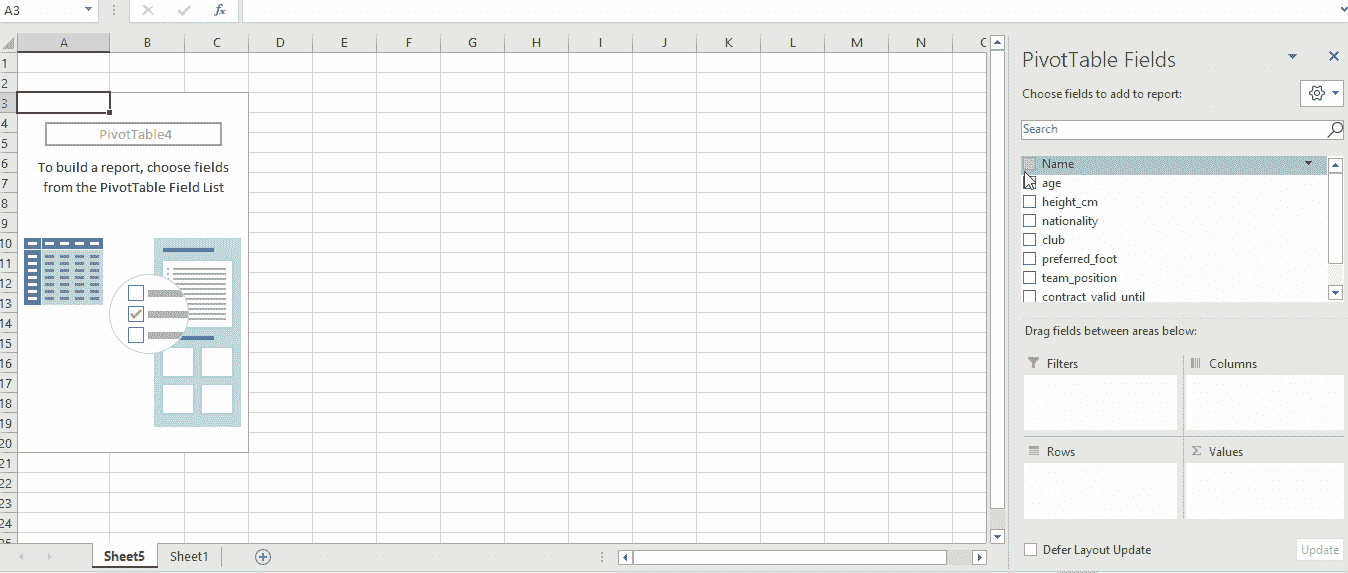 A3
fx
A B C D E F G H I J K L M N
1
2
3
4
5
6
7
8
9
10
11
12
13
14
15
16
17
18
19
20
21
22
23
24
PivotTable4
To build a report, choose fields
from the PivotTable Field List
Sheet5 Sheet1
PivotTable Fields
Choose fields to add to report:
Search
Name
age
height_cm
nationality
club
preferred_foot
team_position
contract_valid_until
Drag fields between areas below:
Filters
Columns
Rows
Σ Values
Defer Layout Update
Update